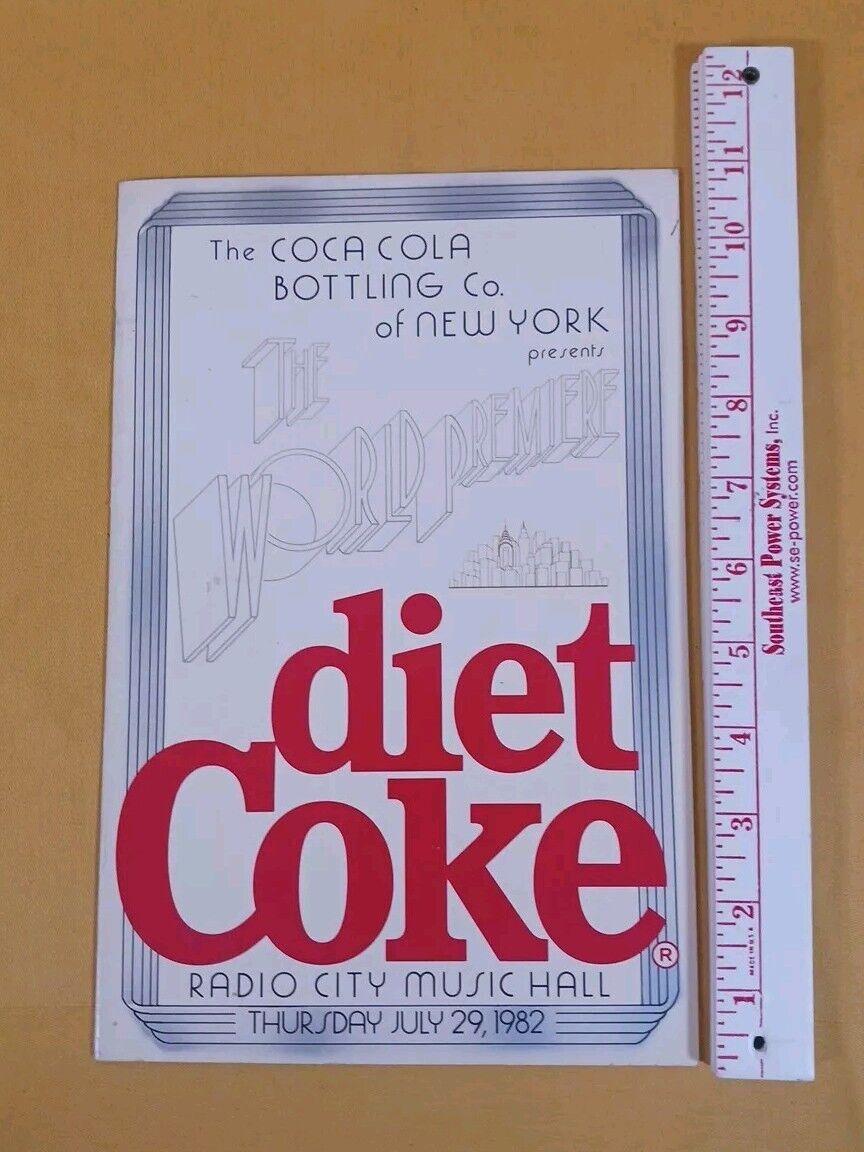 The COCA COLA
BOTTLING Co.
of NEW YORK
presents
THE
WORLD PREMIERE
diet
Coke®
RADIO CITY MUSIC HALL
THURSDAY JULY 29, 1982
12
11
10
9
8
7
6
5
4
3
2
1
Southeast Power Systems, Inc.
www.se-power.com
MADE IN U.S.A.